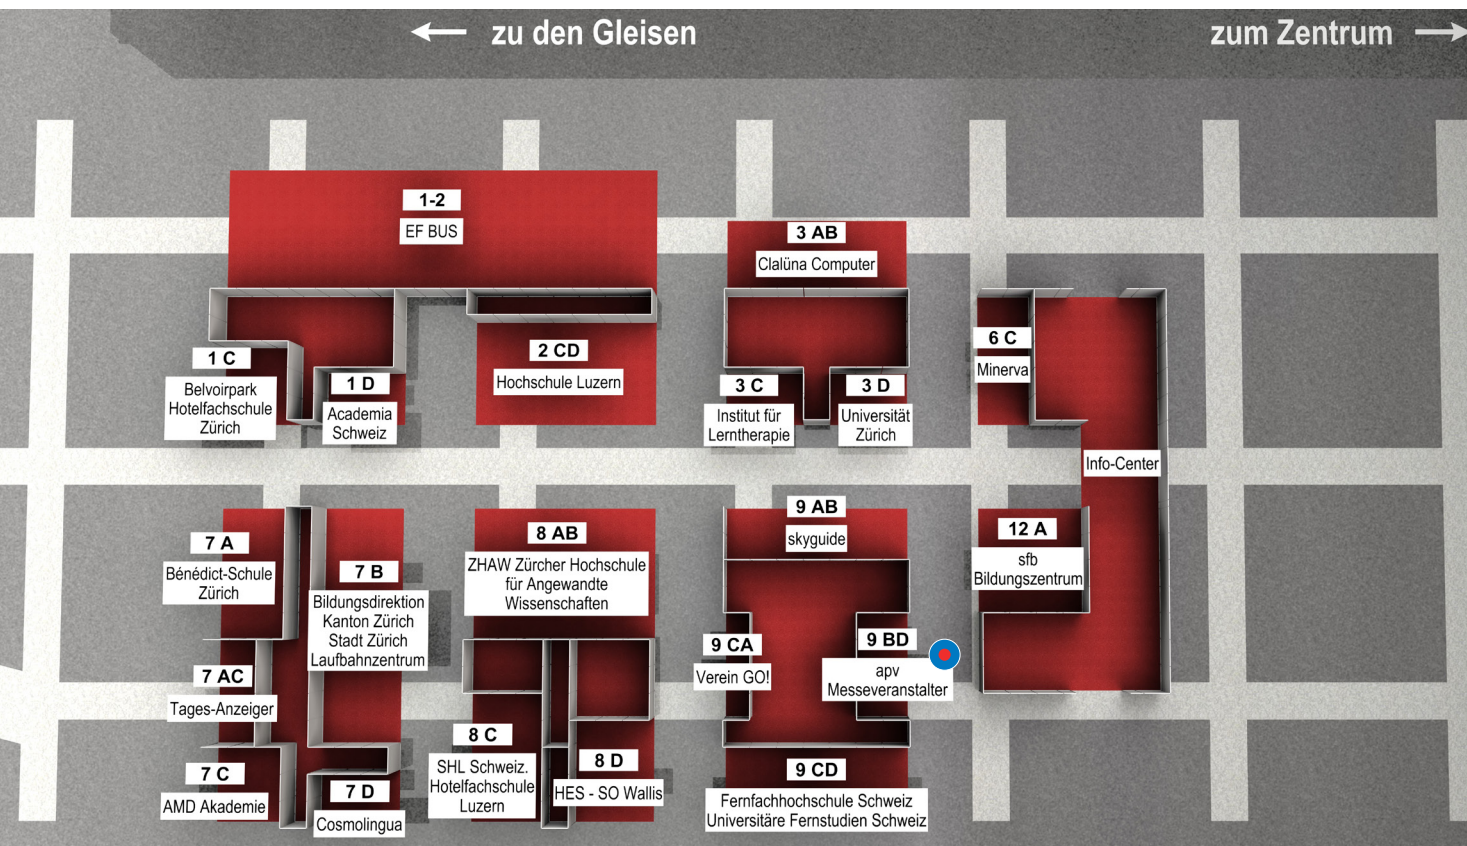 zu den Gleisen
zum Zentrum
1-2
EF BUS
3 AB
Clalüna Computer
1 C
Belvoirpark
Hotelfachschule
Zürich
1 D
Academia
Schweiz
2 CD
Hochschule Luzern
3 C
Institut für
Lerntherapie
3 D
Universität
Zürich
6 C
Minerva
Info-Center
7 A
Bénédict-Schule
Zürich
7 B
Bildungsdirektion
Kanton Zürich
Stadt Zürich
Laufbahnzentrum
8 AB
ZHAW Zürcher Hochschule
für Angewandte
Wissenschaften
9 AB
skyguide
12 A
sfb
Bildungszentrum
7 AC
Tages-Anzeiger
9 CA
Verein GO!
9 BD
apv
Messeveranstalter
7 C
AMD Akademie
7 D
Cosmolingua
8 C
SHL Schweiz.
Hotelfachschule
Luzern
8 D
HES - SO Wallis
9 CD
Fernfachhochschule Schweiz
Universitäre Fernstudien Schweiz